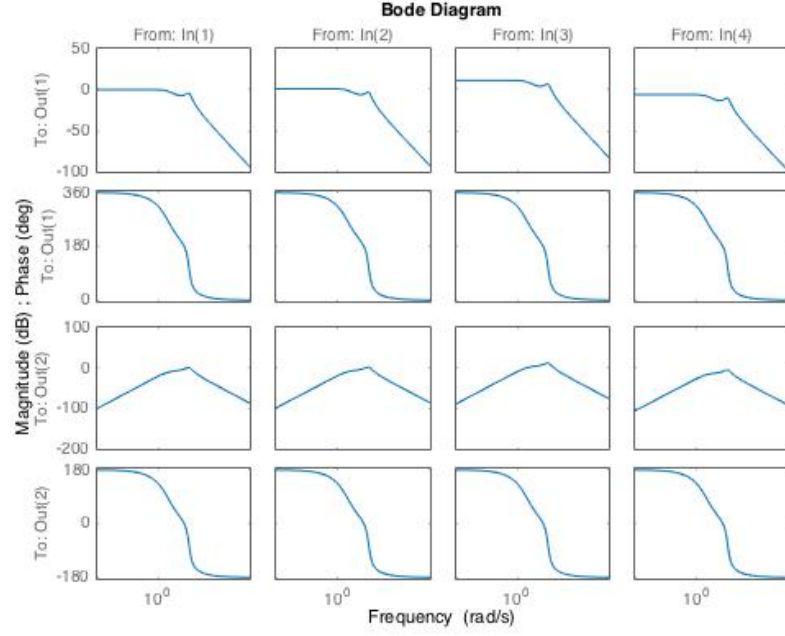 Bode Diagram
From: In(1) From: In(2) From: In(3) From: In(4)
Magnitude (dB) ; Phase (deg)
To: Out(1)
50
0
-50
-100
To: Out(1)
360
180
0
To: Out(2)
100
0
-100
-200
To: Out(2)
180
0
-180
10^0 10^0 10^0 10^0
Frequency (rad/s)